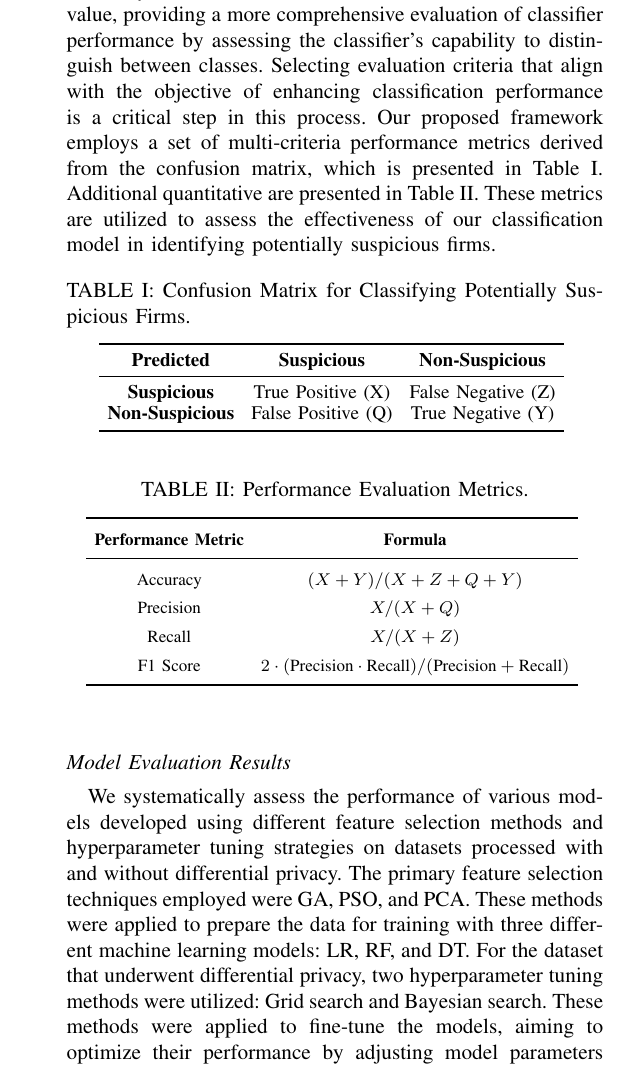 value, providing a more comprehensive evaluation of classifier
performance by assessing the classifier's capability to distin-
guish between classes. Selecting evaluation criteria that align
with the objective of enhancing classification performance
is a critical step in this process. Our proposed framework
employs a set of multi-criteria performance metrics derived
from the confusion matrix, which is presented in Table I.
Additional quantitative are presented in Table II. These metrics
are utilized to assess the effectiveness of our classification
model in identifying potentially suspicious firms.
TABLE I: Confusion Matrix for Classifying Potentially Sus-
picious Firms.
Predicted Suspicious Non-Suspicious
Suspicious True Positive (X) False Negative (Z)
Non-Suspicious False Positive (Q) True Negative (Y)
TABLE II: Performance Evaluation Metrics.
Performance Metric Formula
Accuracy (X + Y)/(X + Z + Q + Y)
Precision X/(X + Q)
Recall X/(X + Z)
F1 Score 2 · (Precision · Recall)/(Precision + Recall)
Model Evaluation Results
We systematically assess the performance of various mod-
els developed using different feature selection methods and
hyperparameter tuning strategies on datasets processed with
and without differential privacy. The primary feature selection
techniques employed were GA, PSO, and PCA. These methods
were applied to prepare the data for training with three differ-
ent machine learning models: LR, RF, and DT. For the dataset
that underwent differential privacy, two hyperparameter tuning
methods were utilized: Grid search and Bayesian search. These
methods were applied to fine-tune the models, aiming to
optimize their performance by adjusting model parameters